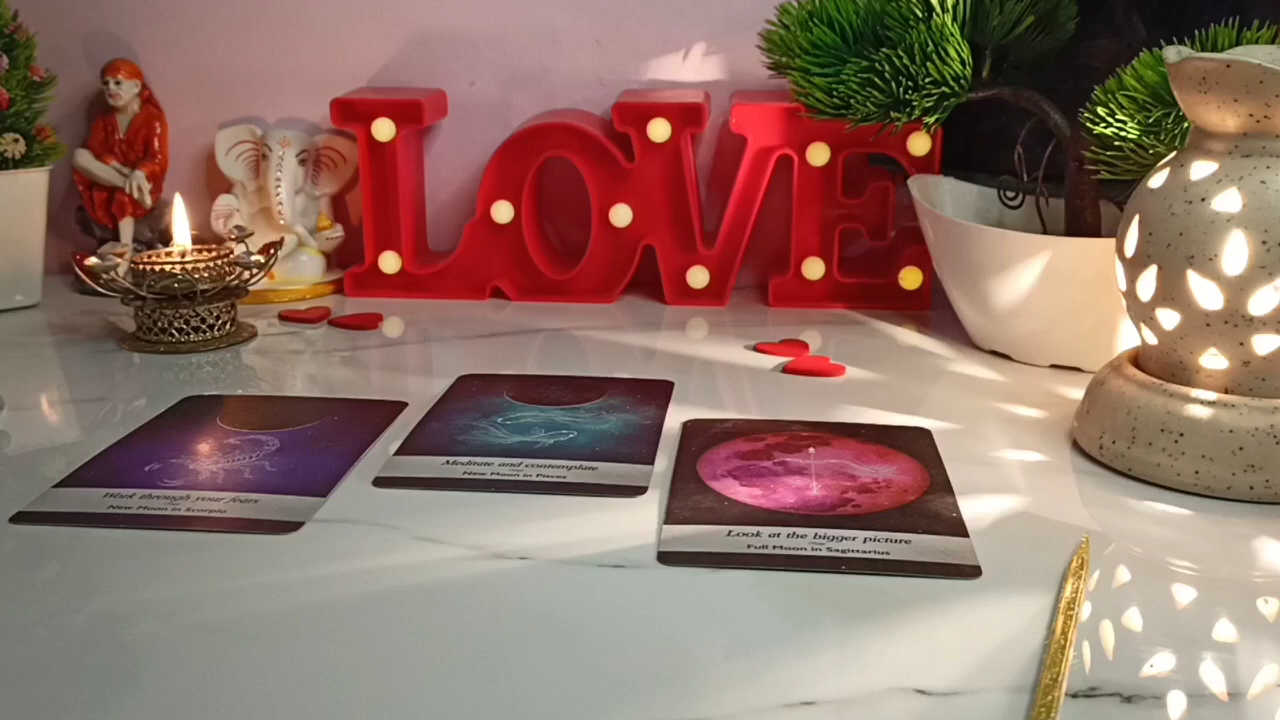 LOVE
Work through your fears
New Moon in Scorpio
Meditate and contemplate
New Moon in Pisces
Look at the bigger picture
Full Moon in Sagittarius